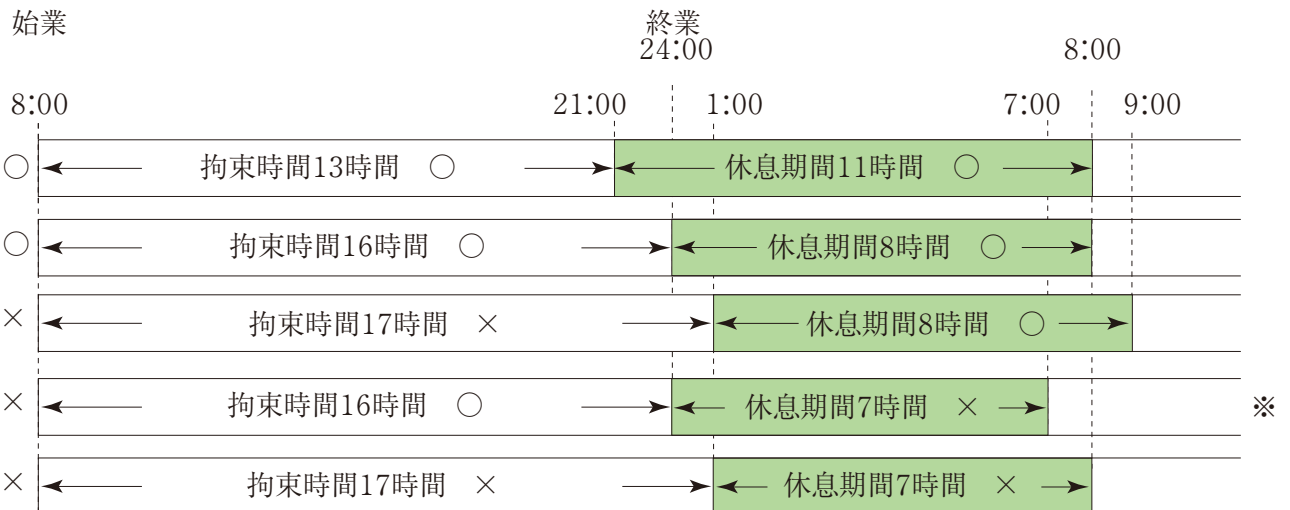 始業 終業
24:00 8:00
8:00 21:00 1:00 7:00 9:00
○ 拘束時間13時間 ○ 休息期間11時間 ○
○ 拘束時間16時間 ○ 休息期間8時間 ○
× 拘束時間17時間 × 休息期間8時間 ○
× 拘束時間16時間 ○ 休息期間7時間 × ※
× 拘束時間17時間 × 休息期間7時間 ×